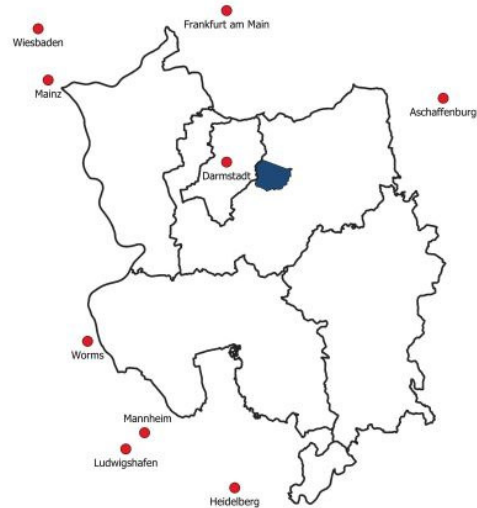 Frankfurt am Main
Wiesbaden
Mainz
Aschaffenburg
Darmstadt
Worms
Mannheim
Ludwigshafen
Heidelberg